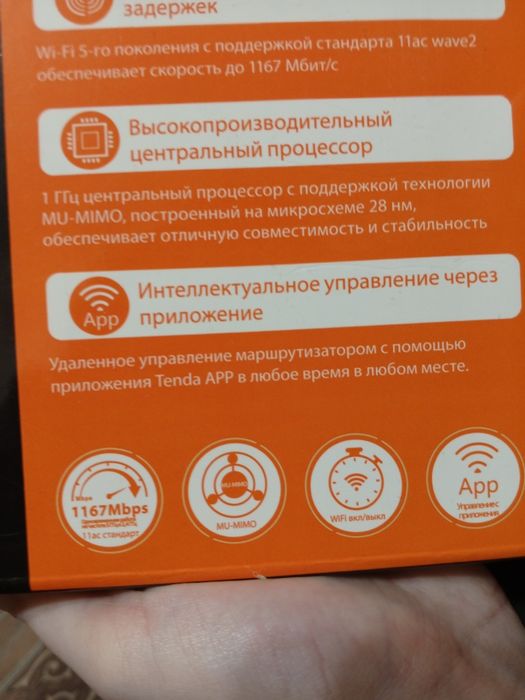 задержек
Wi-Fi 5-го поколения с поддержкой стандарта 11ac wave2
обеспечивает скорость до 1167 Мбит/с
Высокопроизводительный
центральный процессор
1 ГГц центральный процессор с поддержкой технологии
MU-MIMO, построенный на микросхеме 28 нм,
обеспечивает отличную совместимость и стабильность
App
Интеллектуальное управление через
приложение
Удаленное управление маршрутизатором с помощью
приложения Tenda APP в любое время в любом месте.
1167Mbps
11ac стандарт
MU-MIMO
MU-MIMO
WIFI вкл/выкл
App
Управление с
приложения